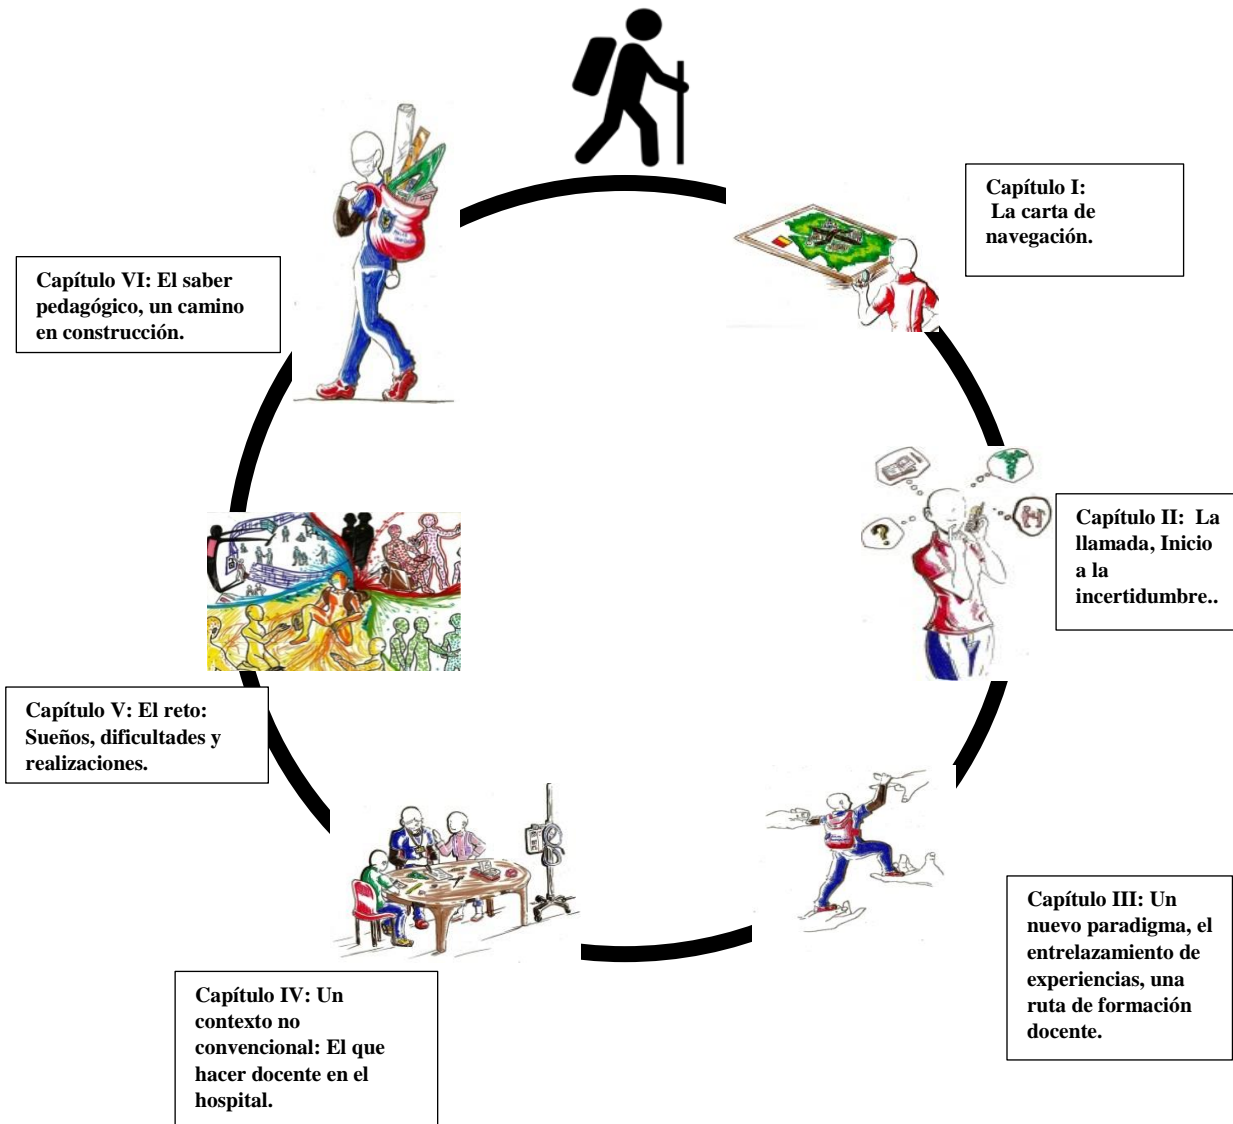 Capítulo I:
La carta de
navegación.
Capítulo II: La
llamada, Inicio
a la
incertidumbre..
Capítulo III: Un
nuevo paradigma, el
entrelazamiento de
experiencias, una
ruta de formación
docente.
Capítulo IV: Un
contexto no
convencional: El que
hacer docente en el
hospital.
Capítulo V: El reto:
Sueños, dificultades y
realizaciones.
Capítulo VI: El saber
pedagógico, un camino
en construcción.
?